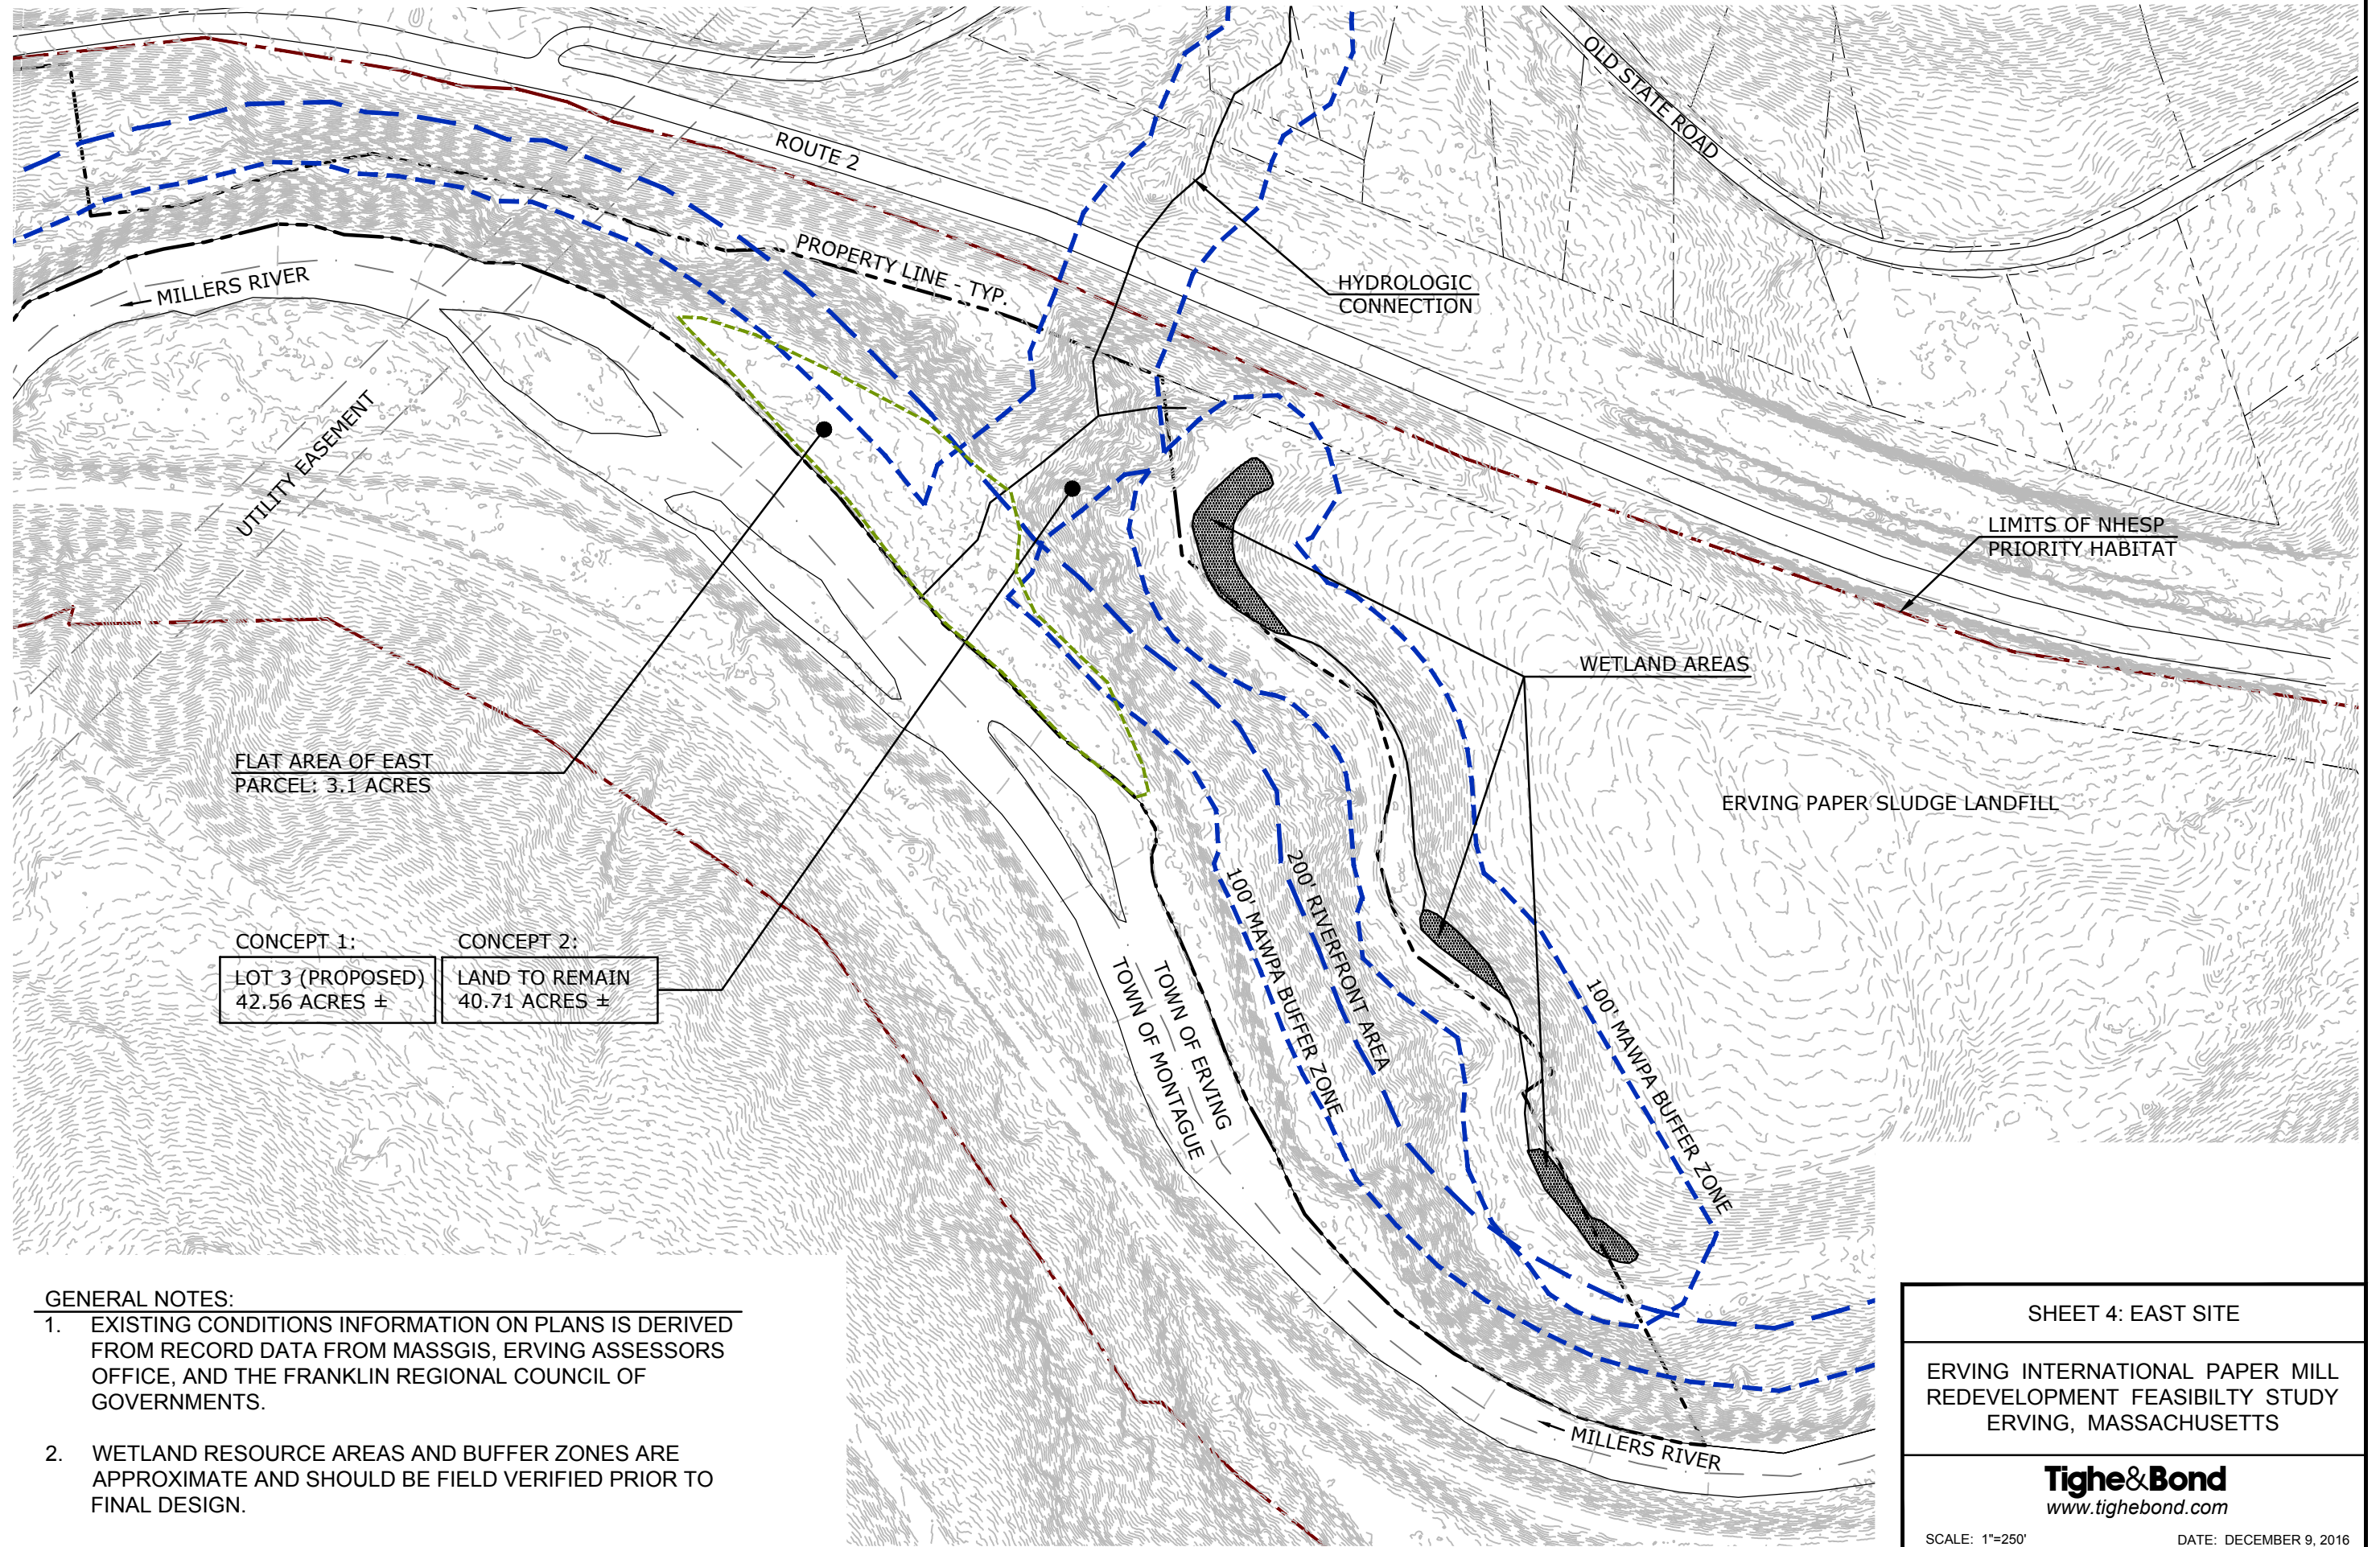 OLD STATE ROAD
ROUTE 2
PROPERTY LINE - TYP.
MILLERS RIVER
HYDROLOGIC
CONNECTION
UTILITY EASEMENT
LIMITS OF NHESP
PRIORITY HABITAT
WETLAND AREAS
FLAT AREA OF EAST
PARCEL: 3.1 ACRES
ERVING PAPER SLUDGE LANDFILL
CONCEPT 1:
LOT 3 (PROPOSED)
42.56 ACRES ±
CONCEPT 2:
LAND TO REMAIN
40.71 ACRES ±
TOWN OF MONTAGUE
TOWN OF ERVING
100' MAWPA BUFFER ZONE
200' RIVERFRONT AREA
100' MAWPA BUFFER ZONE
MILLERS RIVER
GENERAL NOTES:
1. EXISTING CONDITIONS INFORMATION ON PLANS IS DERIVED
FROM RECORD DATA FROM MASSGIS, ERVING ASSESSORS
OFFICE, AND THE FRANKLIN REGIONAL COUNCIL OF
GOVERNMENTS.
2. WETLAND RESOURCE AREAS AND BUFFER ZONES ARE
APPROXIMATE AND SHOULD BE FIELD VERIFIED PRIOR TO
FINAL DESIGN.
SHEET 4: EAST SITE
ERVING INTERNATIONAL PAPER MILL
REDEVELOPMENT FEASIBILTY STUDY
ERVING, MASSACHUSETTS
Tighe&Bond
www.tighebond.com
SCALE: 1"=250'
DATE: DECEMBER 9, 2016